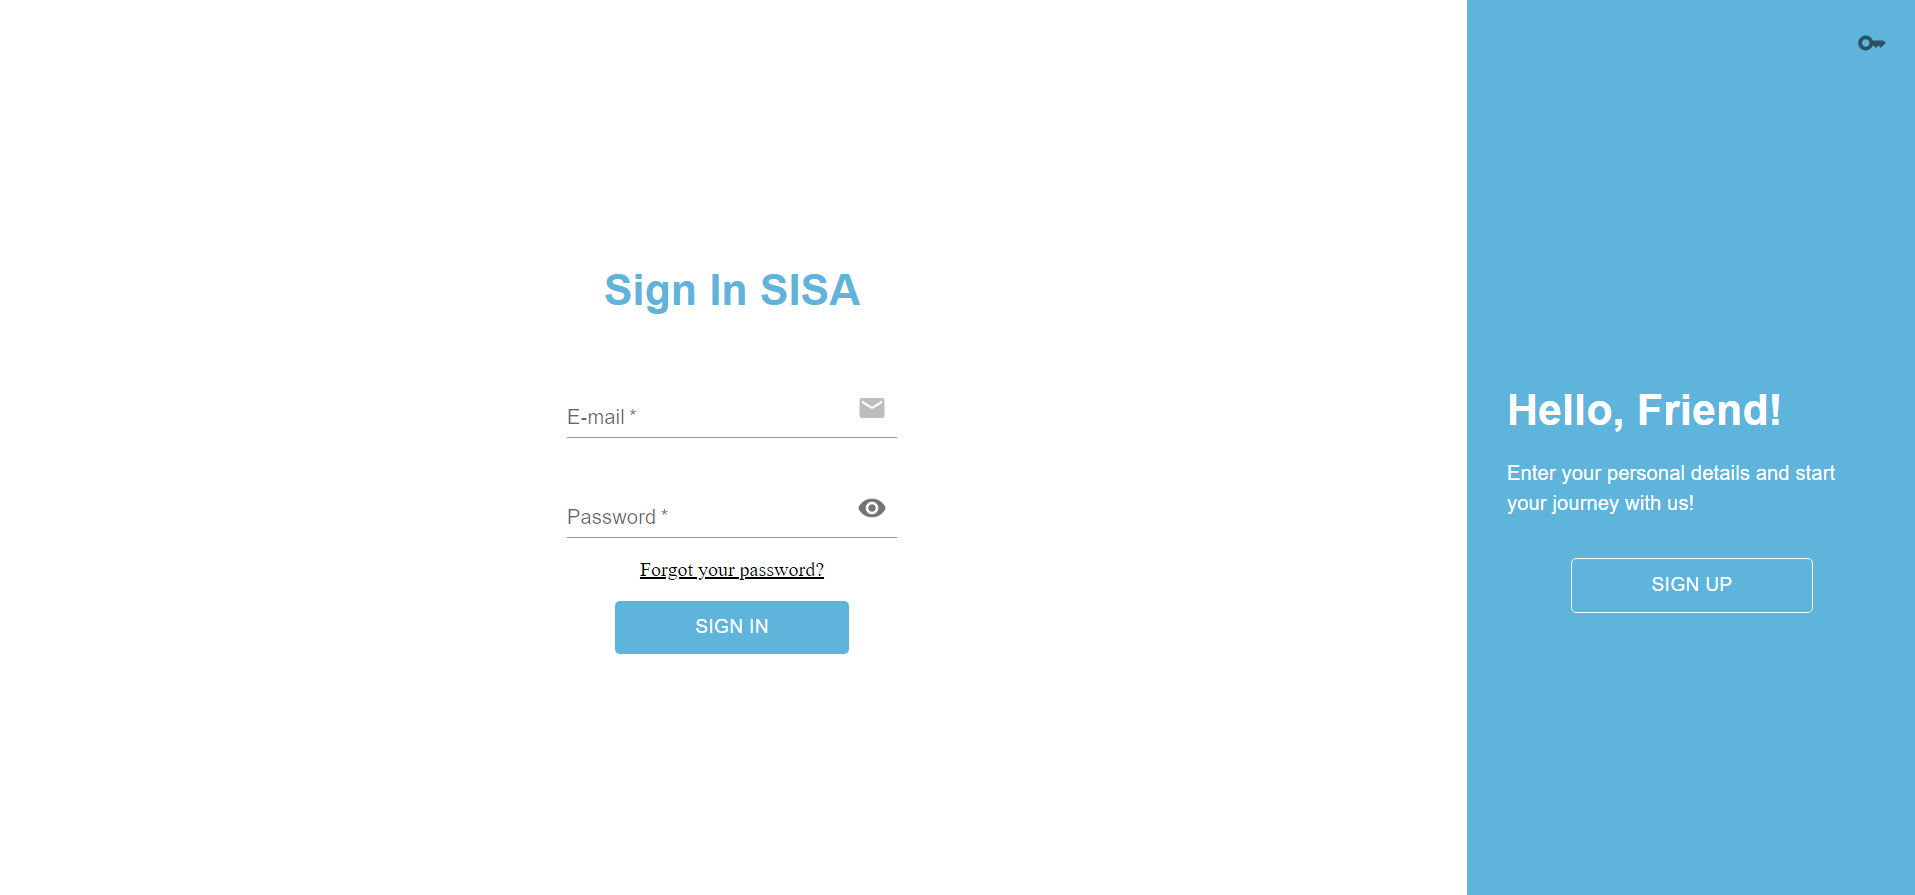 Sign In SISA
E-mail *
Password *
Forgot your password?
SIGN IN
Hello, Friend!
Enter your personal details and start
your journey with us!
SIGN UP